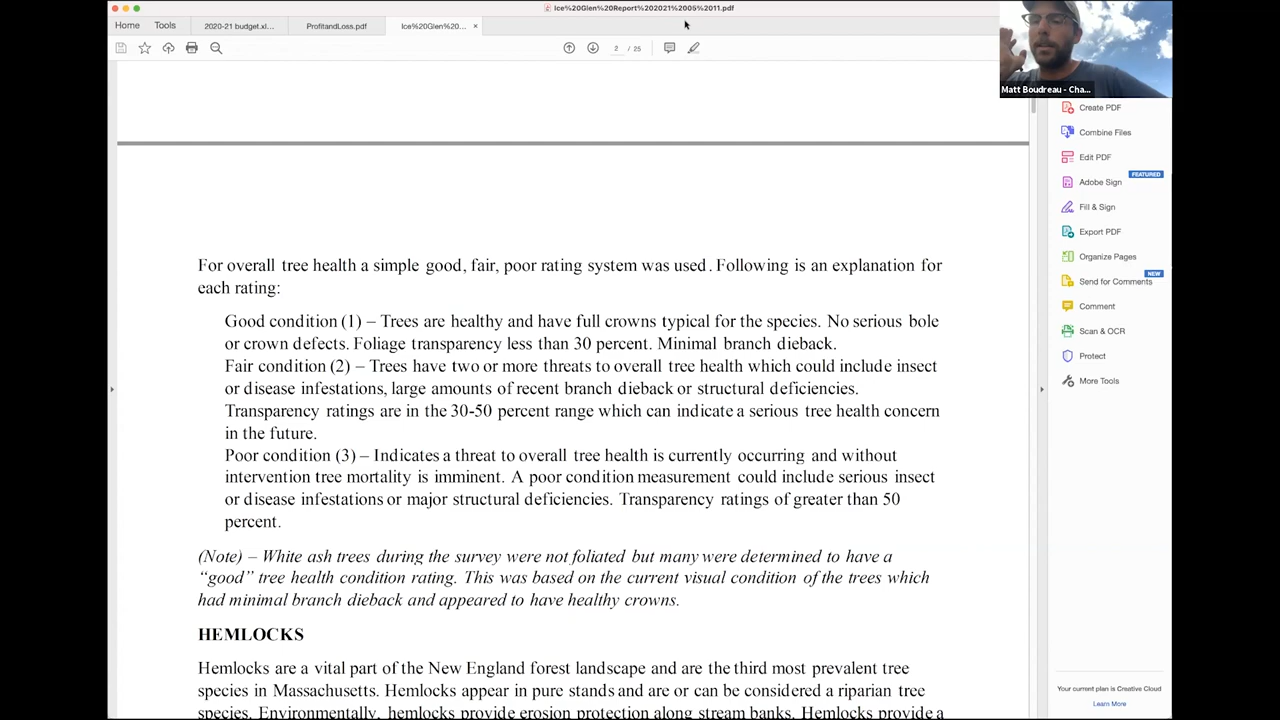 Ice%20Glen%20Report%202021%2005%2011.pdf
Home
Tools
2020-21 budget.xl...
ProfitandLoss.pdf
Ice%20Glen%20...
×
2 / 25
Matt Boudreau - Cha...
For overall tree health a simple good, fair, poor rating system was used. Following is an explanation for
each rating:
Good condition (1) – Trees are healthy and have full crowns typical for the species. No serious bole
or crown defects. Foliage transparency less than 30 percent. Minimal branch dieback.
Fair condition (2) – Trees have two or more threats to overall tree health which could include insect
or disease infestations, large amounts of recent branch dieback or structural deficiencies.
Transparency ratings are in the 30-50 percent range which can indicate a serious tree health concern
in the future.
Poor condition (3) – Indicates a threat to overall tree health is currently occurring and without
intervention tree mortality is imminent. A poor condition measurement could include serious insect
or disease infestations or major structural deficiencies. Transparency ratings of greater than 50
percent.
(Note) – White ash trees during the survey were not foliated but many were determined to have a
“good” tree health condition rating. This was based on the current visual condition of the trees which
had minimal branch dieback and appeared to have healthy crowns.
HEMLOCKS
Hemlocks are a vital part of the New England forest landscape and are the third most prevalent tree
species in Massachusetts. Hemlocks appear in pure stands and are or can be considered a riparian tree
species. Environmentally, hemlocks provide erosion protection along stream banks. Hemlocks provide a
Create PDF
Combine Files
Edit PDF
FEATURED
Adobe Sign
Fill & Sign
Export PDF
Organize Pages
NEW
Send for Comments
Comment
Scan & OCR
Protect
More Tools
Your current plan is Creative Cloud
Learn More